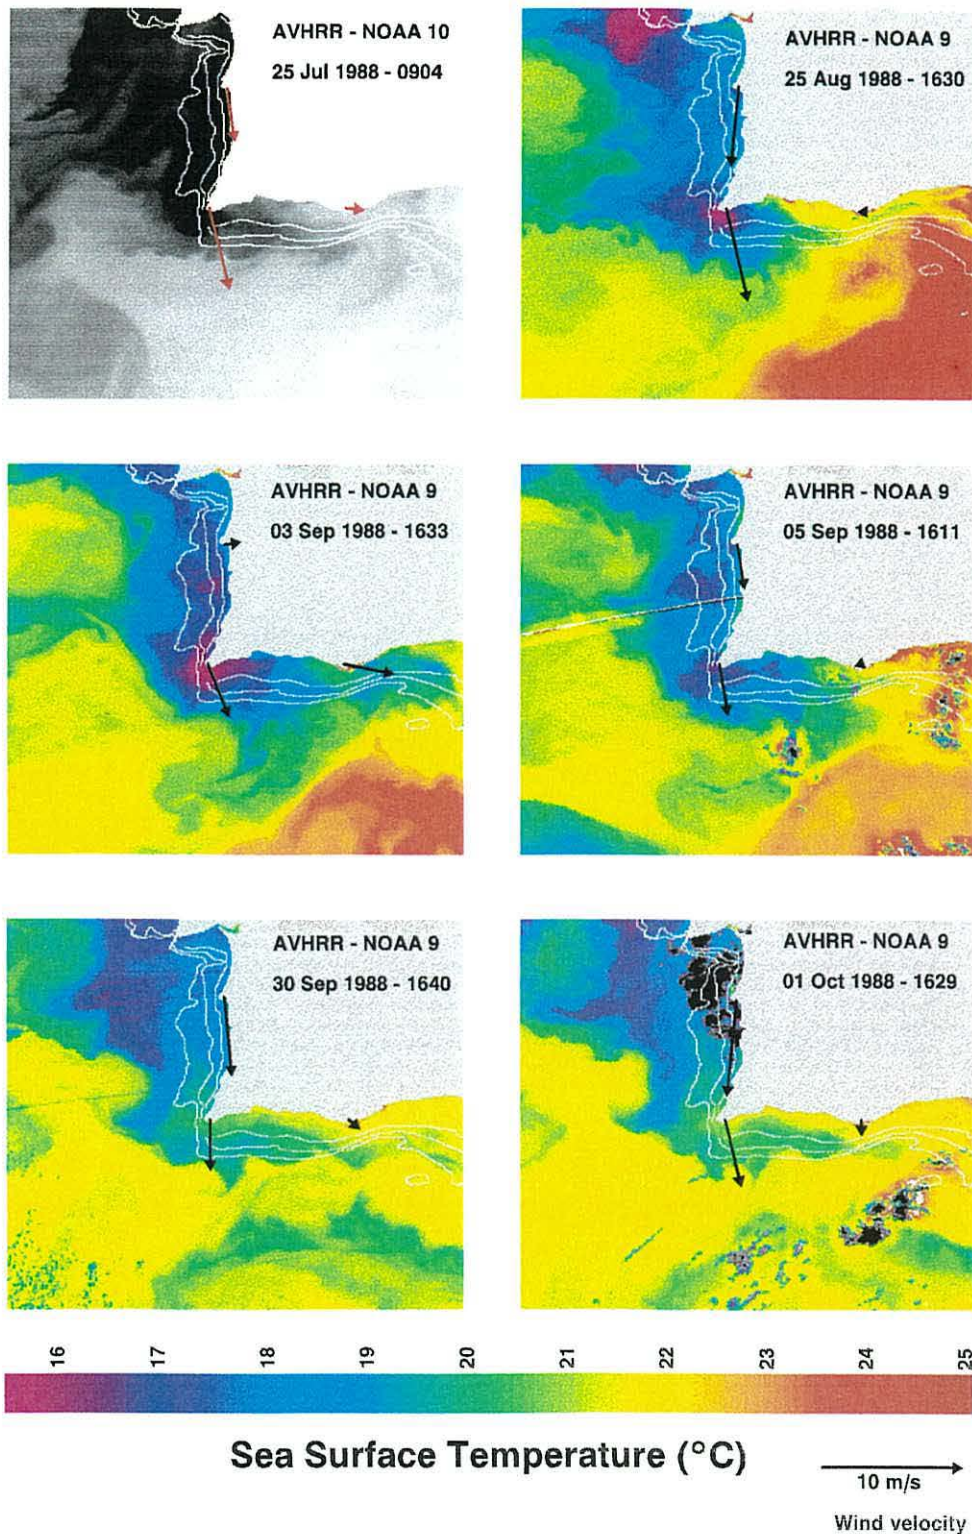 AVHRR - NOAA 10
25 Jul 1988 - 0904
AVHRR - NOAA 9
25 Aug 1988 - 1630
AVHRR - NOAA 9
03 Sep 1988 - 1633
AVHRR - NOAA 9
05 Sep 1988 - 1611
AVHRR - NOAA 9
30 Sep 1988 - 1640
AVHRR - NOAA 9
01 Oct 1988 - 1629
16 17 18 19 20 21 22 23 24 25
Sea Surface Temperature (°C)
10 m/s
Wind velocity